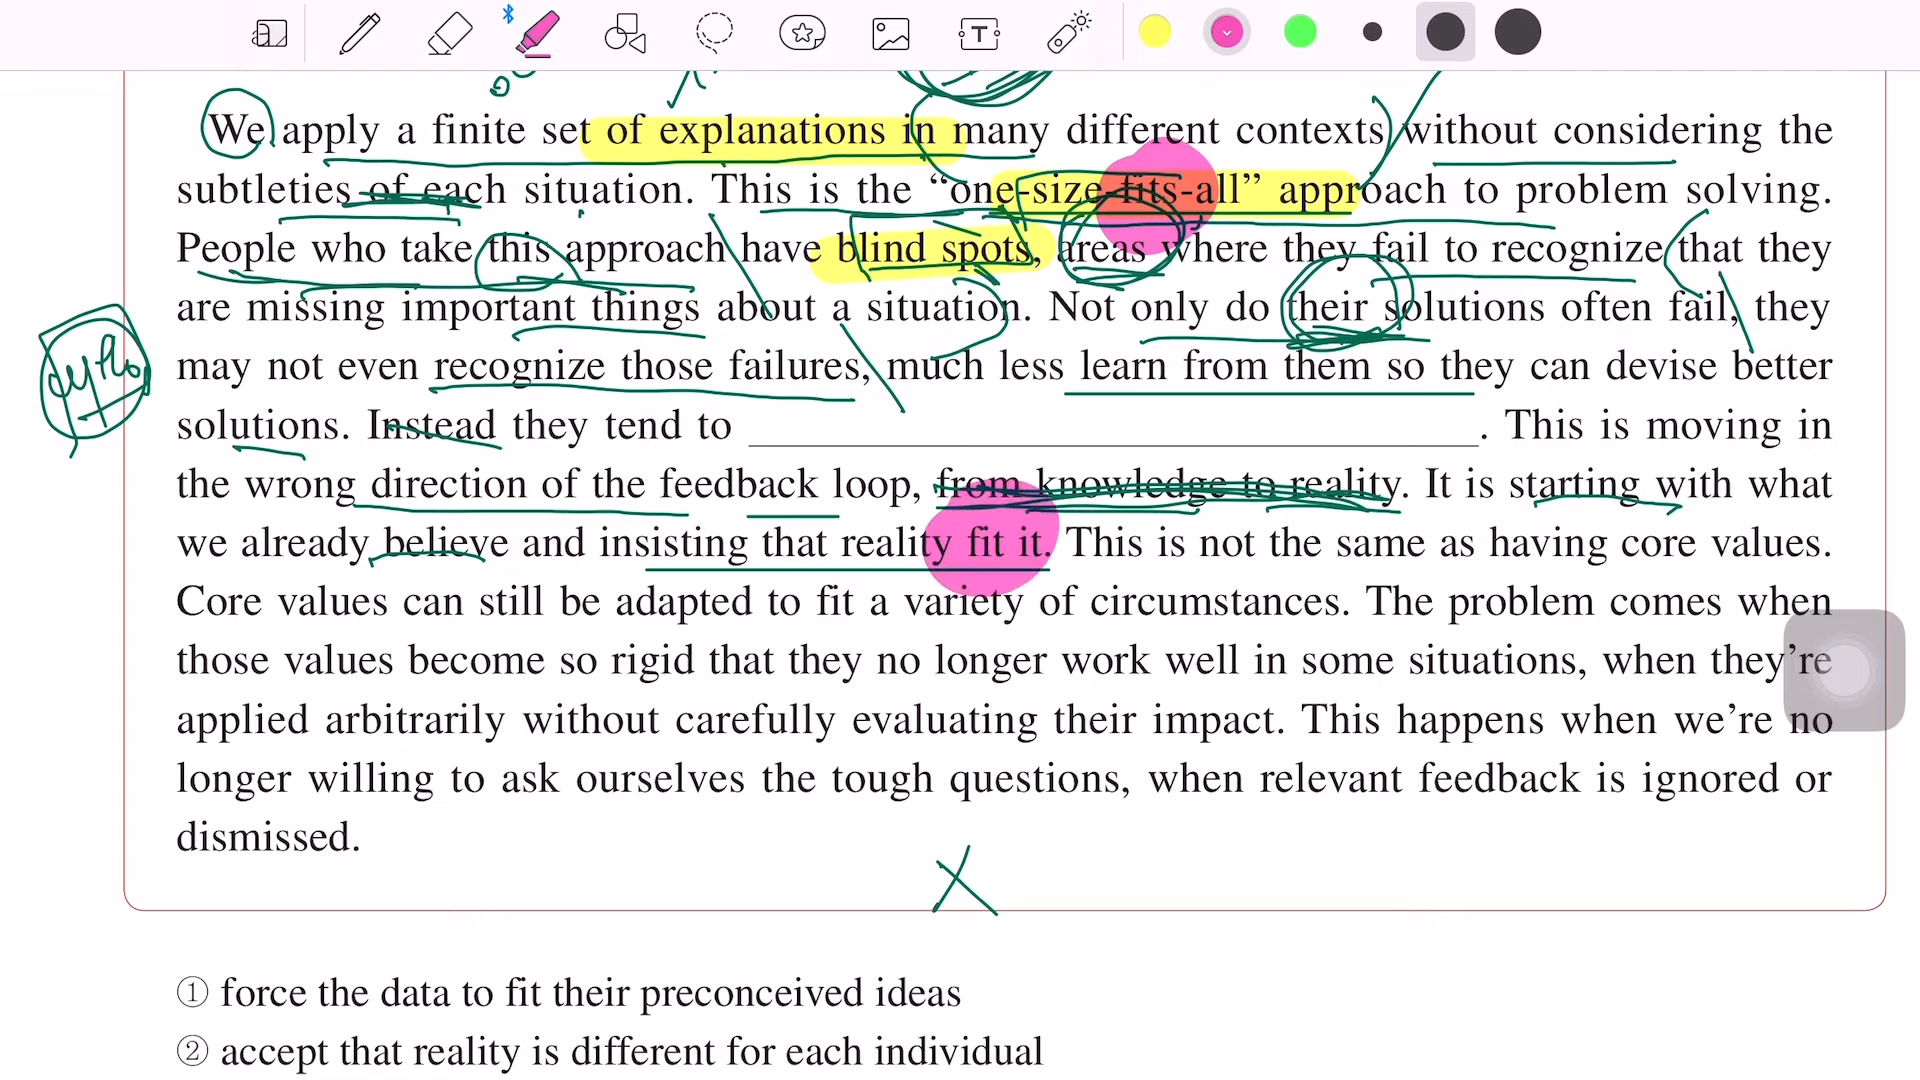 We apply a finite set of explanations in many different contexts without considering the
subtleties of each situation. This is the “one-size-fits-all” approach to problem solving.
People who take this approach have blind spots, areas where they fail to recognize that they
are missing important things about a situation. Not only do their solutions often fail, they
may not even recognize those failures, much less learn from them so they can devise better
solutions. Instead they tend to ______________________________. This is moving in
the wrong direction of the feedback loop, from knowledge to reality. It is starting with what
we already believe and insisting that reality fit it. This is not the same as having core values.
Core values can still be adapted to fit a variety of circumstances. The problem comes when
those values become so rigid that they no longer work well in some situations, when they’re
applied arbitrarily without carefully evaluating their impact. This happens when we’re no
longer willing to ask ourselves the tough questions, when relevant feedback is ignored or
dismissed.
① force the data to fit their preconceived ideas
② accept that reality is different for each individual